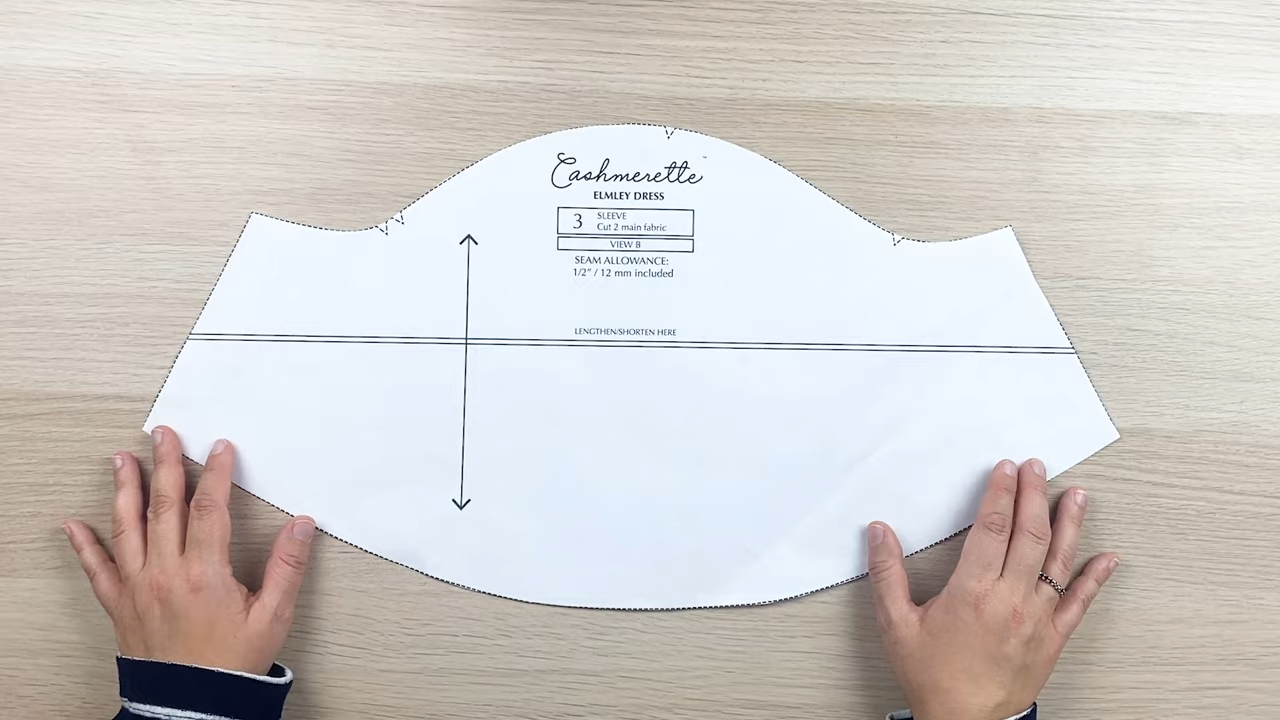 Cashmerette
ELMLEY DRESS
3
SLEEVE
Cut 2 main fabric
VIEW B
SEAM ALLOWANCE:
1/2" / 12 mm included
LENGTHEN/SHORTEN HERE